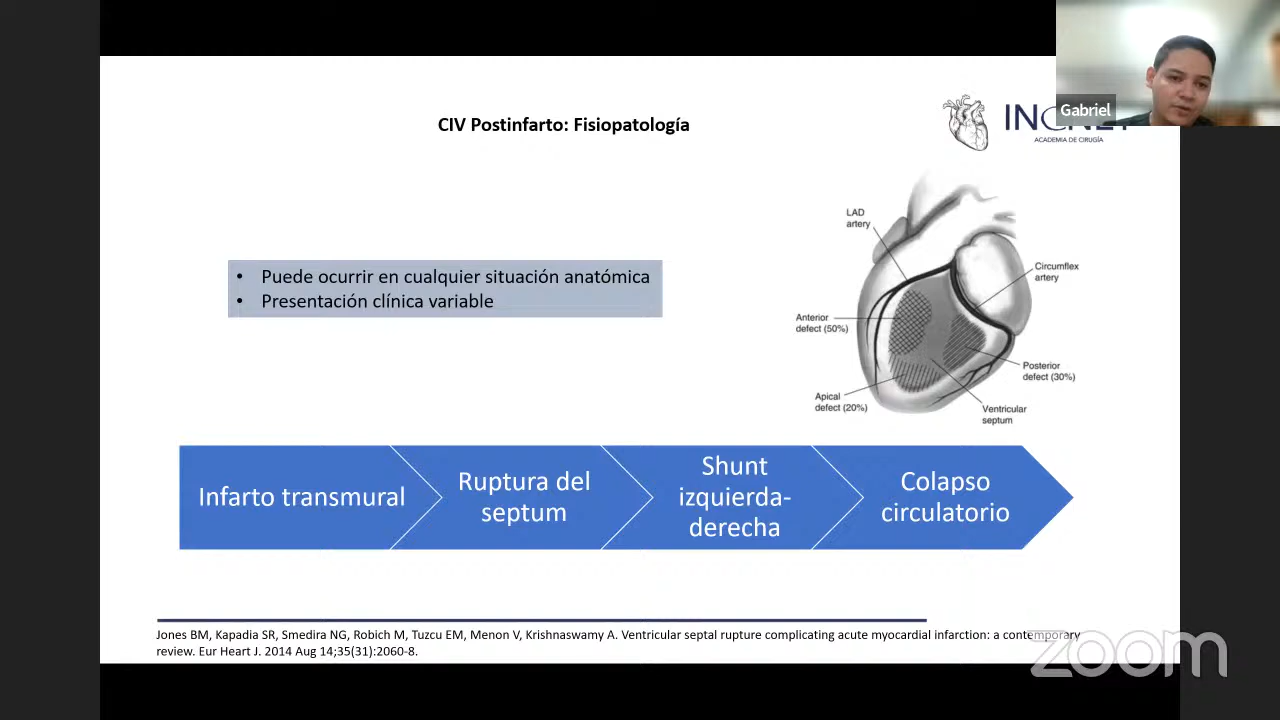 Gabriel
CIV Postinfarto: Fisiopatología
ACADEMIA DE CIRUGÍA
• Puede ocurrir en cualquier situación anatómica
• Presentación clínica variable
LAD
artery
Circumflex
artery
Anterior
defect (50%)
Posterior
defect (30%)
Apical
defect (20%)
Ventricular
septum
Infarto transmural
Ruptura del
septum
Shunt
izquierda-
derecha
Colapso
circulatorio
Jones BM, Kapadia SR, Smedira NG, Robich M, Tuzcu EM, Menon V, Krishnaswamy A. Ventricular septal rupture complicating acute myocardial infarction: a contemporary
review. Eur Heart J. 2014 Aug 14;35(31):2060-8.
zoom